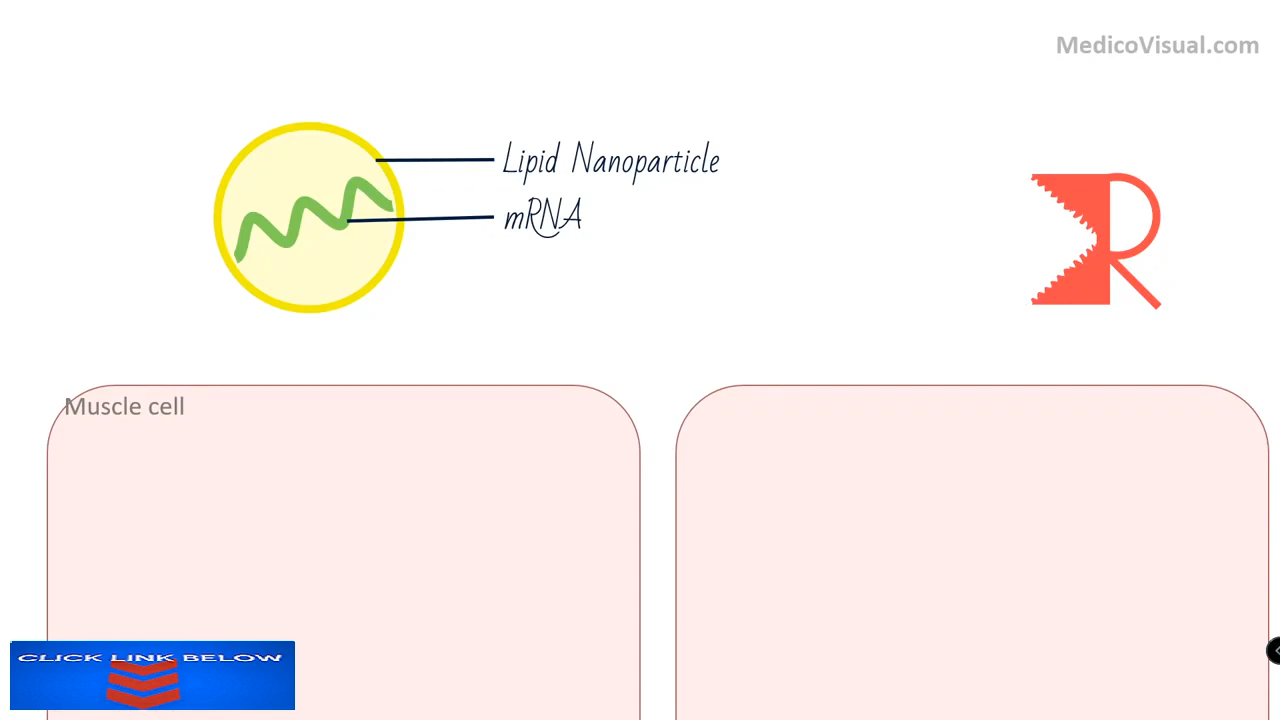 MedicoVisual.com
Lipid Nanoparticle
mRNA
R
Muscle cell
CLICK LINK BELOW